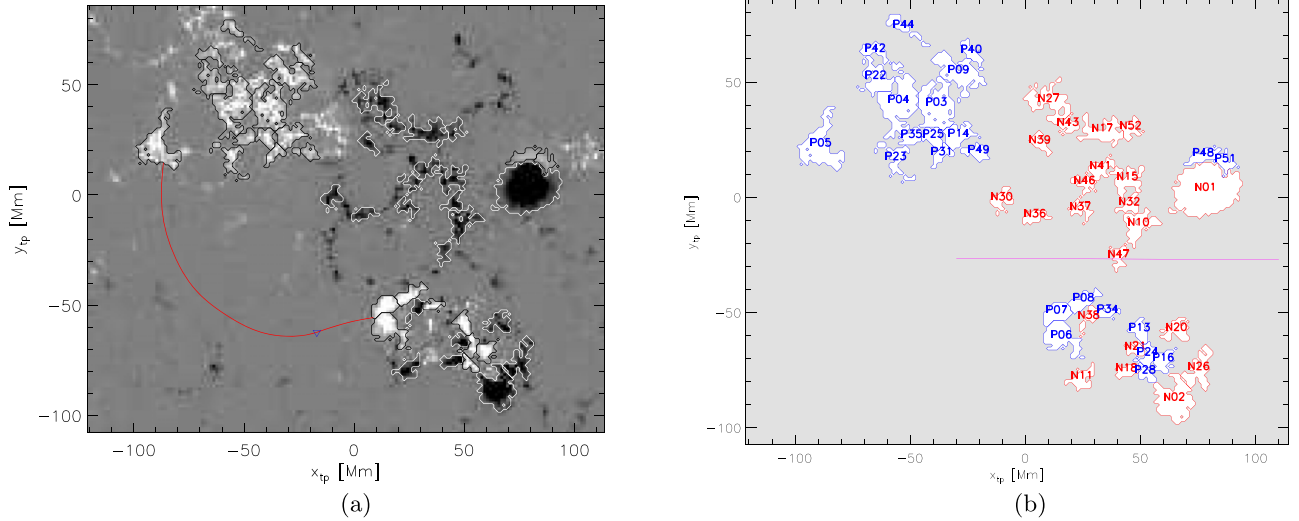 50
0
−50
−100
y_tp [Mm]
−100
−50
0
50
100
x_tp [Mm]
(a)
50
0
−50
−100
y_tp [Mm]
−100
−50
0
50
100
x_tp [Mm]
P44
P42
P40
P22
P09
P04
P03
N27
P05
P35
P25
P14
P31
P49
P23
N43
N17
N52
N39
P48
P51
N41
N46
N15
N01
N30
N36
N37
N32
N10
N47
P08
P07
P34
N38
P06
P13
N20
N21
P24
P16
N11
N18
P28
N26
N02
(b)